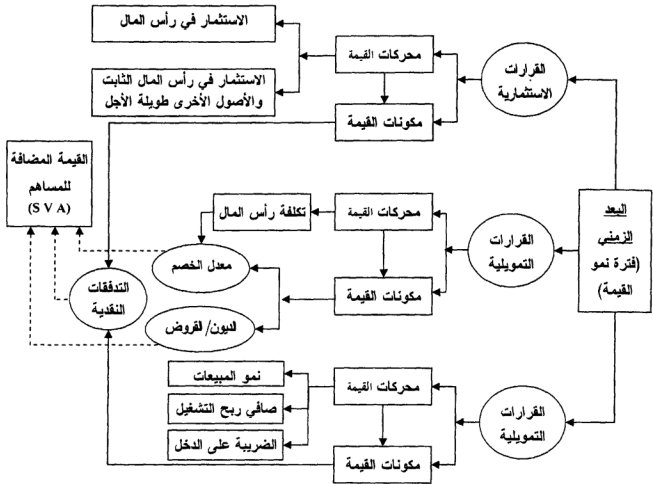 الاستثمار في رأس المال
الاستثمار في رأس المال الثابت
والأصول الأخرى طويلة الأجل
محركات القيمة
مكونات القيمة
القرارات
الاستثمارية
القيمة المضافة
للمساهم
(S V A)
تكلفة رأس المال
محركات القيمة
مكونات القيمة
القرارات
التمويلية
البعد
الزمني
(فترة نمو
القيمة)
معدل الخصم
التدفقات
النقدية
الديون/القروض
نمو المبيعات
صافي ربح التشغيل
الضريبة على الدخل
محركات القيمة
مكونات القيمة
القرارات
التمويلية